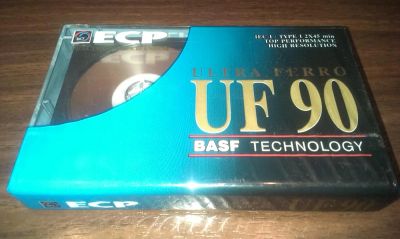 ECP
IEC I / TYPE I 2X45 min
TOP PERFORMANCE
HIGH RESOLUTION
ULTRA FERRO
UF 90
BASF TECHNOLOGY
ECP